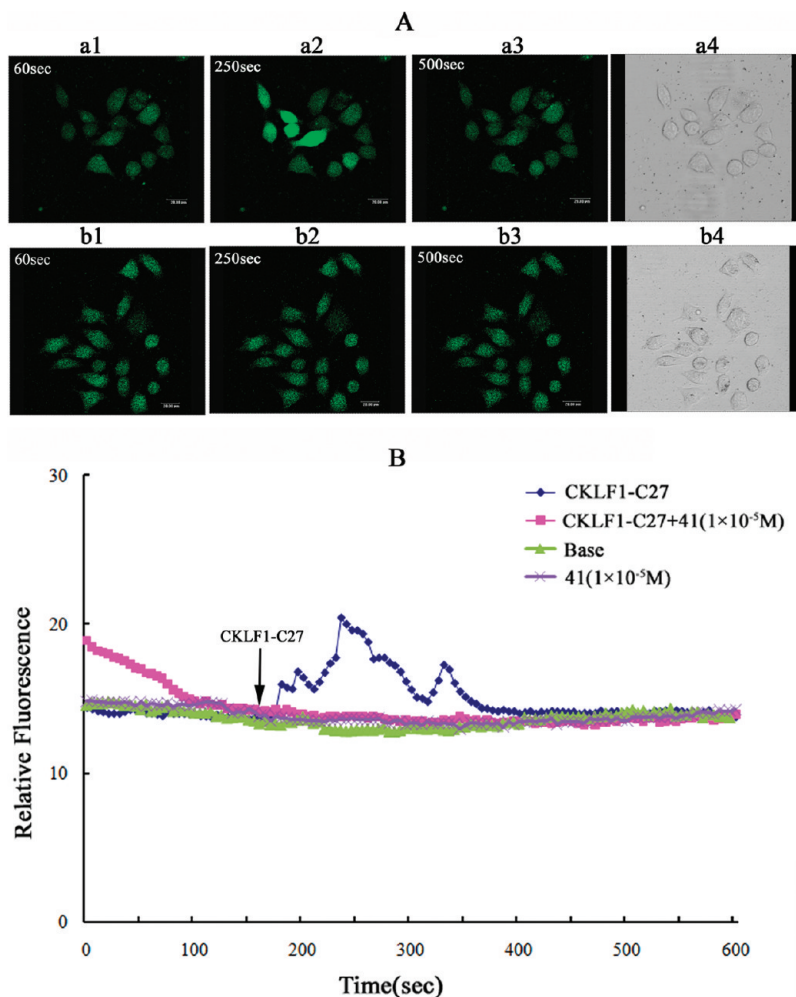 A
a1 a2 a3 a4
60sec 250sec 500sec
b1 b2 b3 b4
60sec 250sec 500sec
B
30
CKLF1-C27
CKLF1-C27+41(1×10⁻⁵M)
Base
41(1×10⁻⁵M)
20
CKLF1-C27
Relative Fluorescence
10
0
0 100 200 300 400 500 600
Time(sec)